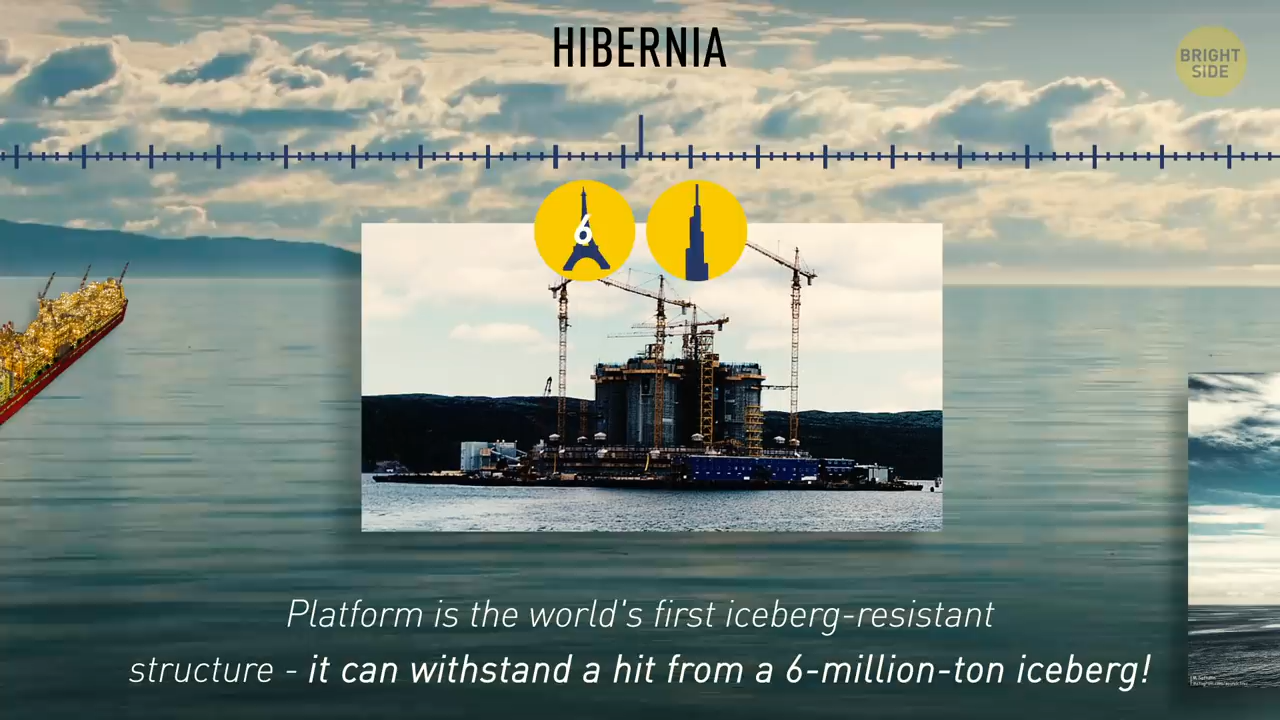 HIBERNIA
BRIGHT
SIDE
6
Platform is the world's first iceberg-resistant
structure - it can withstand a hit from a 6-million-ton iceberg!